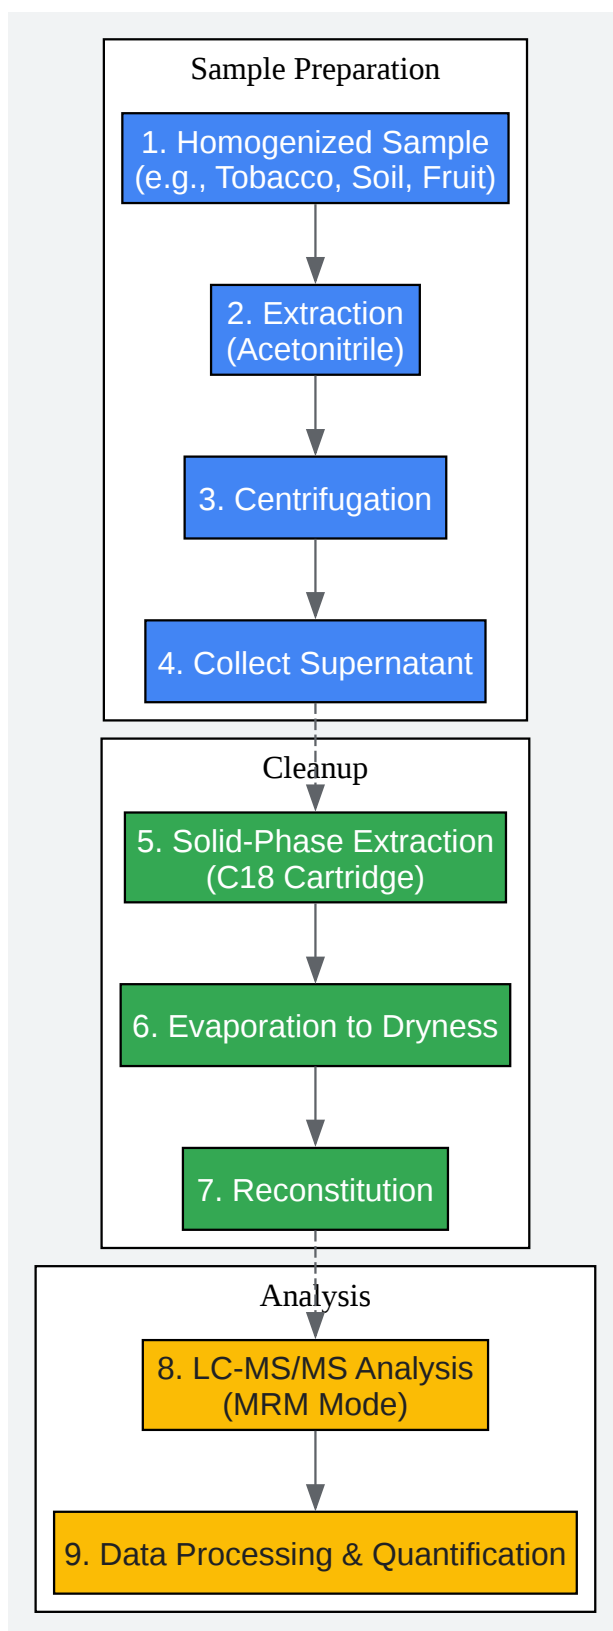 Sample Preparation
1. Homogenized Sample
(e.g., Tobacco, Soil, Fruit)
2. Extraction
(Acetonitrile)
3. Centrifugation
4. Collect Supernatant
Cleanup
5. Solid-Phase Extraction
(C18 Cartridge)
6. Evaporation to Dryness
7. Reconstitution
Analysis
8. LC-MS/MS Analysis
(MRM Mode)
9. Data Processing & Quantification